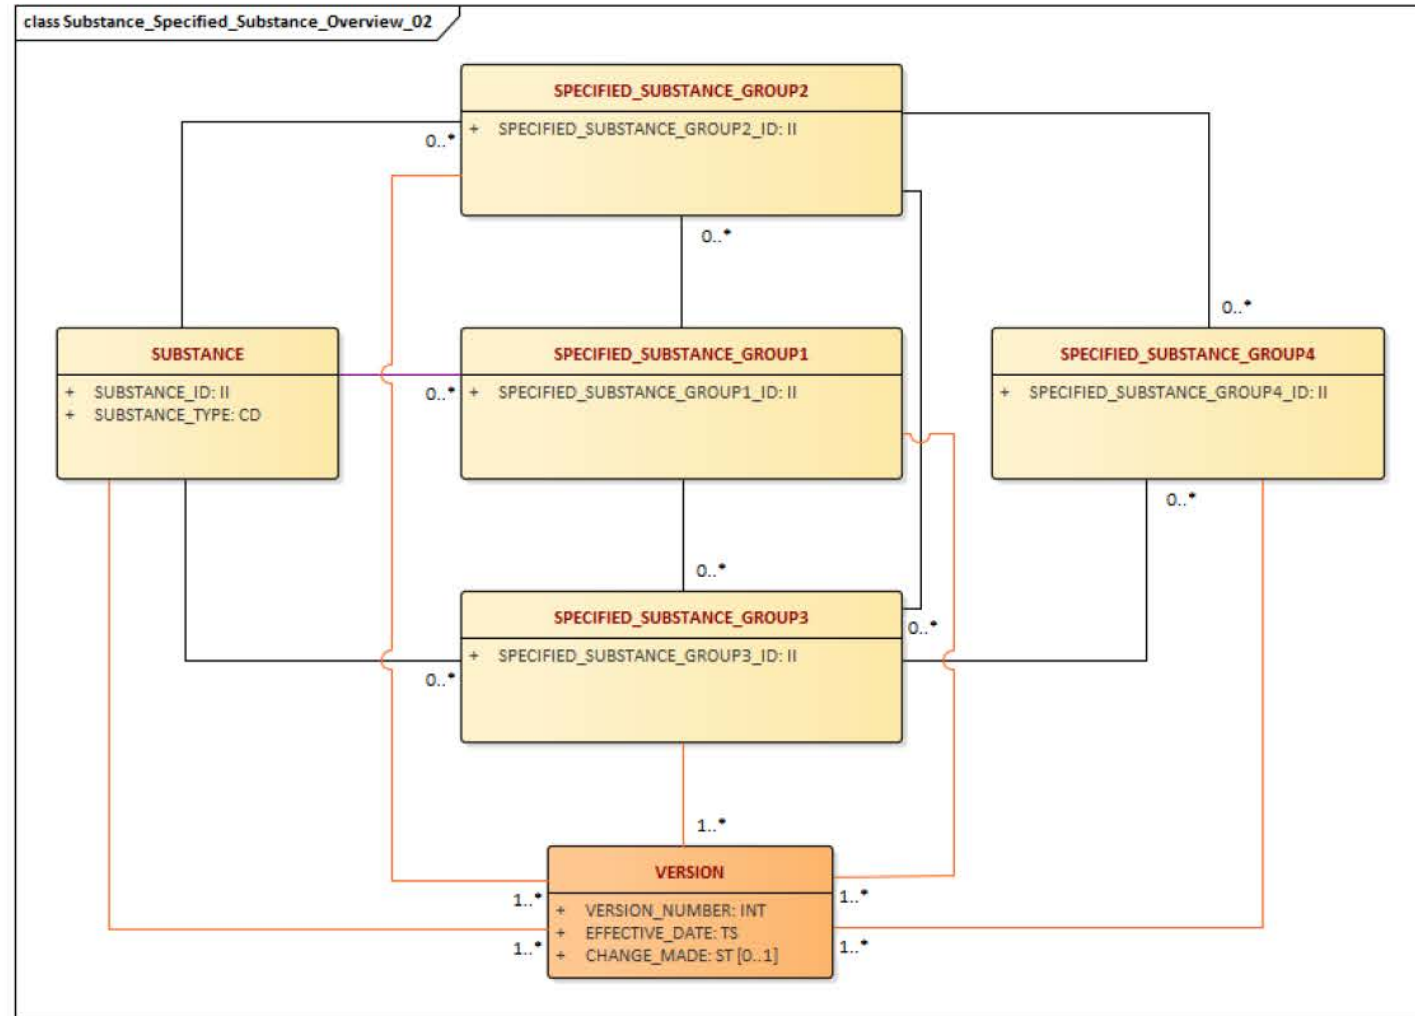 class Substance_Specified_Substance_Overview_02
SPECIFIED_SUBSTANCE_GROUP2
+ SPECIFIED_SUBSTANCE_GROUP2_ID: II
0..*
0..*
0..*
SUBSTANCE
+ SUBSTANCE_ID: II
+ SUBSTANCE_TYPE: CD
0..*
SPECIFIED_SUBSTANCE_GROUP1
+ SPECIFIED_SUBSTANCE_GROUP1_ID: II
SPECIFIED_SUBSTANCE_GROUP4
+ SPECIFIED_SUBSTANCE_GROUP4_ID: II
0..*
0..*
SPECIFIED_SUBSTANCE_GROUP3
+ SPECIFIED_SUBSTANCE_GROUP3_ID: II
0..*
0..*
1..*
VERSION
+ VERSION_NUMBER: INT
+ EFFECTIVE_DATE: TS
+ CHANGE_MADE: ST [0..1]
1..*
1..*
1..*
1..*